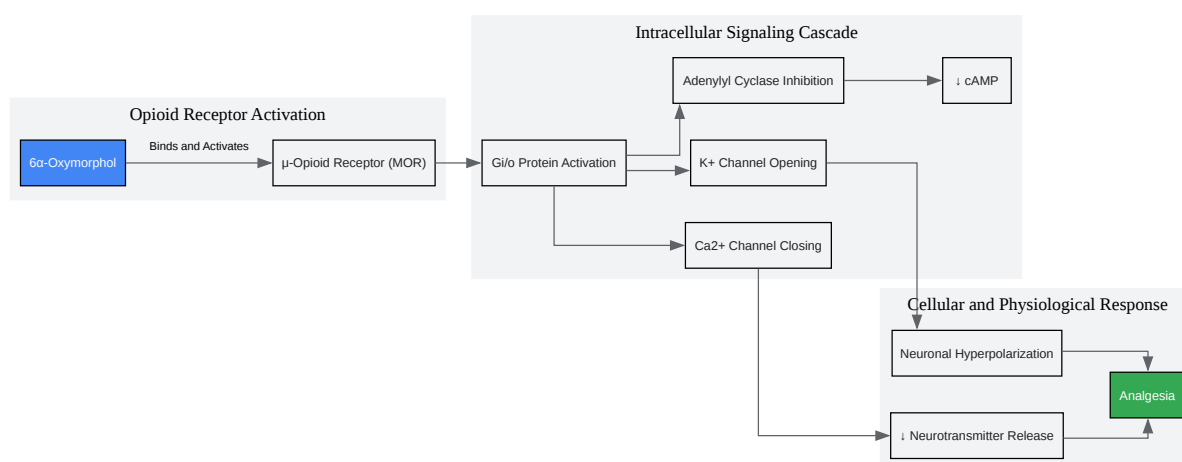 Intracellular Signaling Cascade
Adenylyl Cyclase Inhibition
↓ cAMP
Opioid Receptor Activation
6α-Oxymorphol
Binds and Activates
μ-Opioid Receptor (MOR)
Gi/o Protein Activation
K+ Channel Opening
Ca2+ Channel Closing
Cellular and Physiological Response
Neuronal Hyperpolarization
Analgesia
↓ Neurotransmitter Release